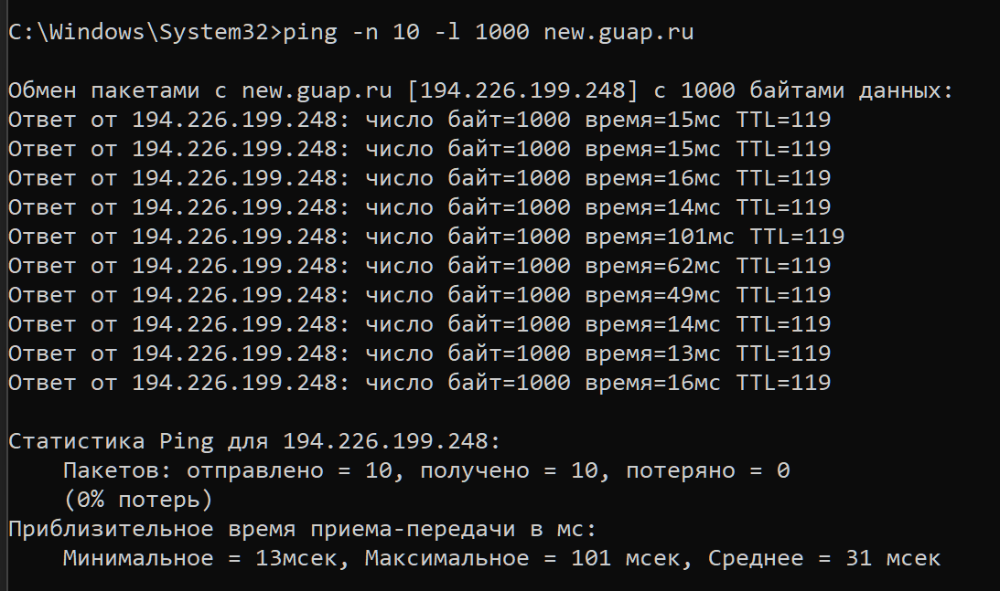 C:\Windows\System32>ping -n 10 -l 1000 new.guap.ru
Обмен пакетами с new.guap.ru [194.226.199.248] с 1000 байтами данных:
Ответ от 194.226.199.248: число байт=1000 время=15мс TTL=119
Ответ от 194.226.199.248: число байт=1000 время=15мс TTL=119
Ответ от 194.226.199.248: число байт=1000 время=16мс TTL=119
Ответ от 194.226.199.248: число байт=1000 время=14мс TTL=119
Ответ от 194.226.199.248: число байт=1000 время=101мс TTL=119
Ответ от 194.226.199.248: число байт=1000 время=62мс TTL=119
Ответ от 194.226.199.248: число байт=1000 время=49мс TTL=119
Ответ от 194.226.199.248: число байт=1000 время=14мс TTL=119
Ответ от 194.226.199.248: число байт=1000 время=13мс TTL=119
Ответ от 194.226.199.248: число байт=1000 время=16мс TTL=119
Статистика Ping для 194.226.199.248:
    Пакетов: отправлено = 10, получено = 10, потеряно = 0
    (0% потерь)
Приблизительное время приема-передачи в мс:
    Минимальное = 13мсек, Максимальное = 101 мсек, Среднее = 31 мсек